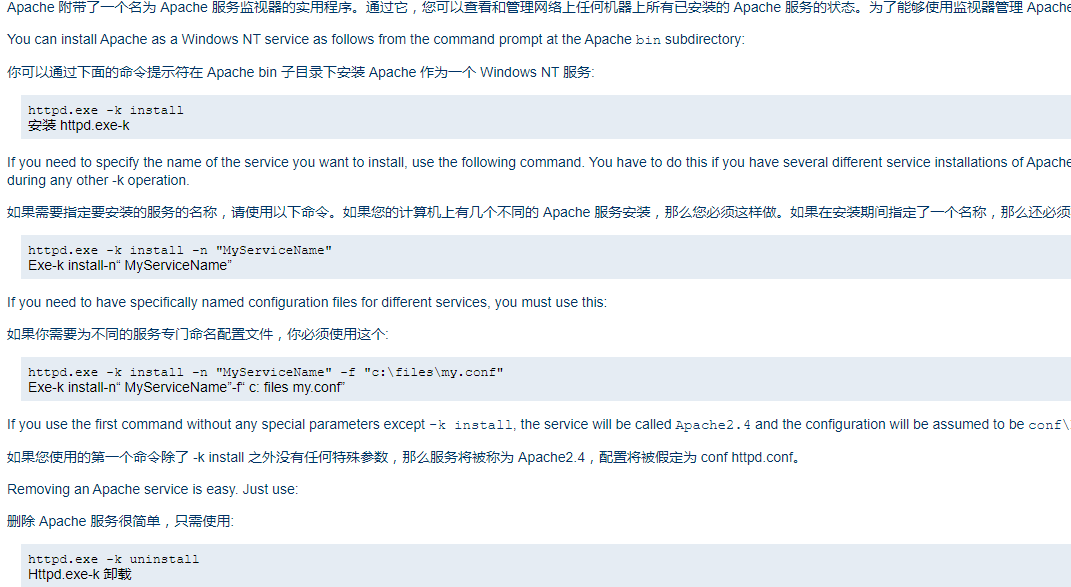 Apache 附带了一个名为 Apache 服务监视器的实用程序。通过它，您可以查看和管理网络上任何机器上所有已安装的 Apache 服务的状态。为了能够使用监视器管理 Apache
You can install Apache as a Windows NT service as follows from the command prompt at the Apache bin subdirectory:
你可以通过下面的命令提示符在 Apache bin 子目录下安装 Apache 作为一个 Windows NT 服务:
httpd.exe -k install
安装 httpd.exe-k
If you need to specify the name of the service you want to install, use the following command. You have to do this if you have several different service installations of Apache
during any other -k operation.
如果需要指定要安装的服务的名称，请使用以下命令。如果您的计算机上有几个不同的 Apache 服务安装，那么您必须这样做。如果在安装期间指定了一个名称，那么还必须
httpd.exe -k install -n "MyServiceName"
Exe-k install-n“ MyServiceName”
If you need to have specifically named configuration files for different services, you must use this:
如果你需要为不同的服务专门命名配置文件，你必须使用这个:
httpd.exe -k install -n "MyServiceName" -f "c:\files\my.conf"
Exe-k install-n“ MyServiceName”-f“ c: files my.conf”
If you use the first command without any special parameters except -k install, the service will be called Apache2.4 and the configuration will be assumed to be conf\
如果您使用的第一个命令除了 -k install 之外没有任何特殊参数，那么服务将被称为 Apache2.4，配置将被假定为 conf httpd.conf。
Removing an Apache service is easy. Just use:
删除 Apache 服务很简单，只需使用:
httpd.exe -k uninstall
Httpd.exe-k 卸载